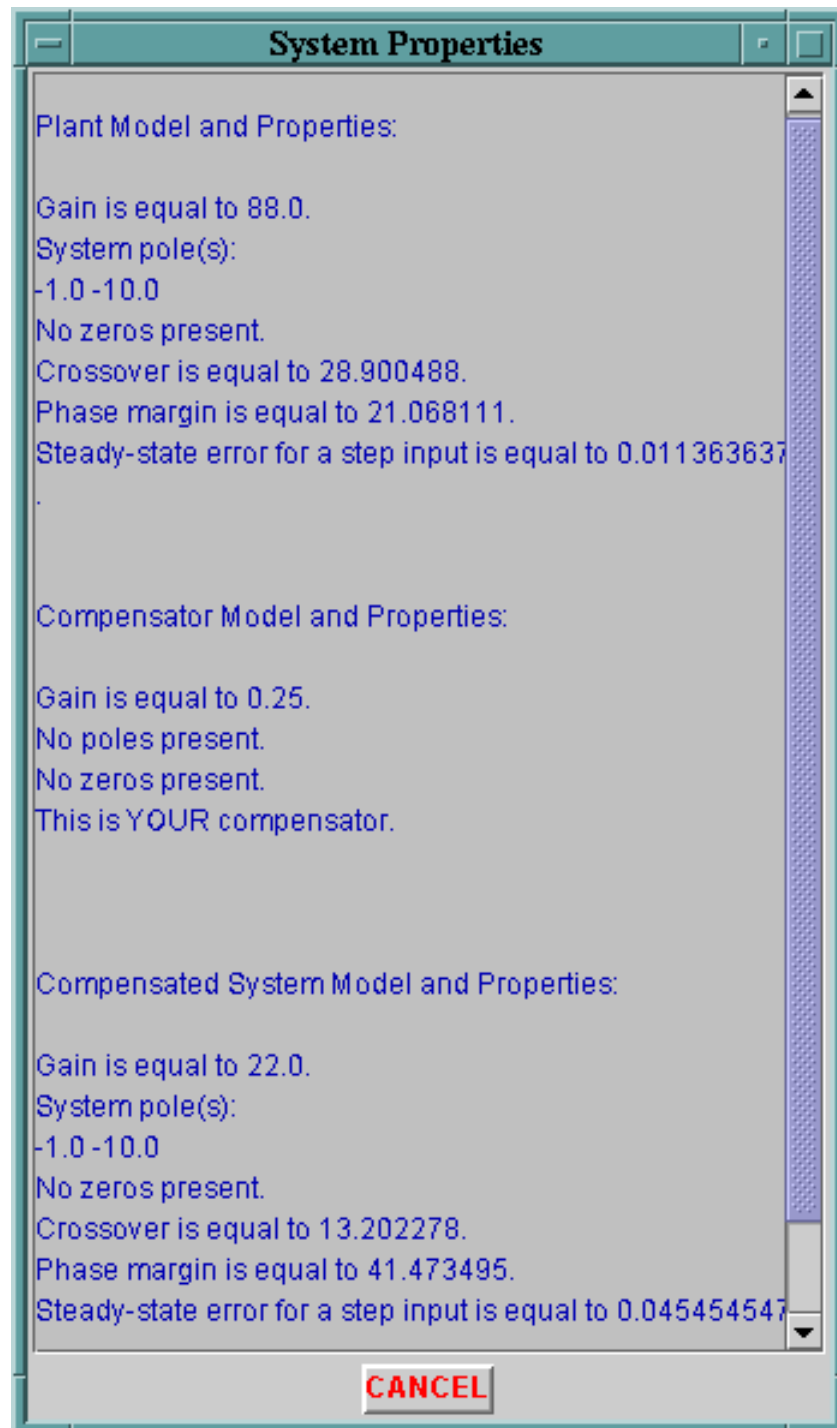 System Properties
Plant Model and Properties:
Gain is equal to 88.0.
System pole(s):
-1.0 -10.0
No zeros present.
Crossover is equal to 28.900488.
Phase margin is equal to 21.068111.
Steady-state error for a step input is equal to 0.011363637
.
Compensator Model and Properties:
Gain is equal to 0.25.
No poles present.
No zeros present.
This is YOUR compensator.
Compensated System Model and Properties:
Gain is equal to 22.0.
System pole(s):
-1.0 -10.0
No zeros present.
Crossover is equal to 13.202278.
Phase margin is equal to 41.473495.
Steady-state error for a step input is equal to 0.045454547
CANCEL